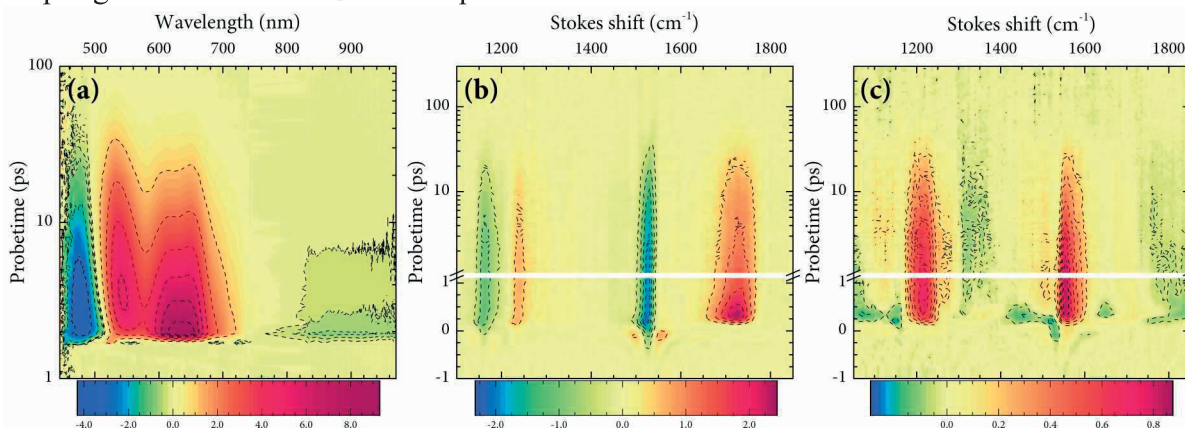 Wavelength (nm)
500 600 700 800 900
Stokes shift (cm-1)
1200 1400 1600 1800
Stokes shift (cm-1)
1200 1400 1600 1800
Probetime (ps)
100
10
1
(a)
-4.0 -2.0 0.0 2.0 4.0 6.0 8.0
Probetime (ps)
100
10
1
0
-1
(b)
-2.0 -1.0 0.0 1.0 2.0
Probetime (ps)
100
10
1
0
-1
(c)
0.0 0.2 0.4 0.6 0.8